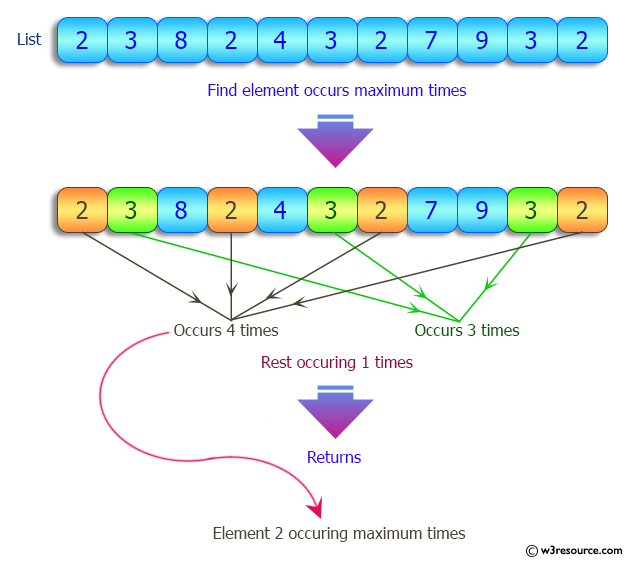 List 2 3 8 2 4 3 2 7 9 3 2
Find element occurs maximum times
2 3 8 2 4 3 2 7 9 3 2
Occurs 4 times Occurs 3 times
Rest occuring 1 times
Returns
Element 2 occuring maximum times
© w3resource.com